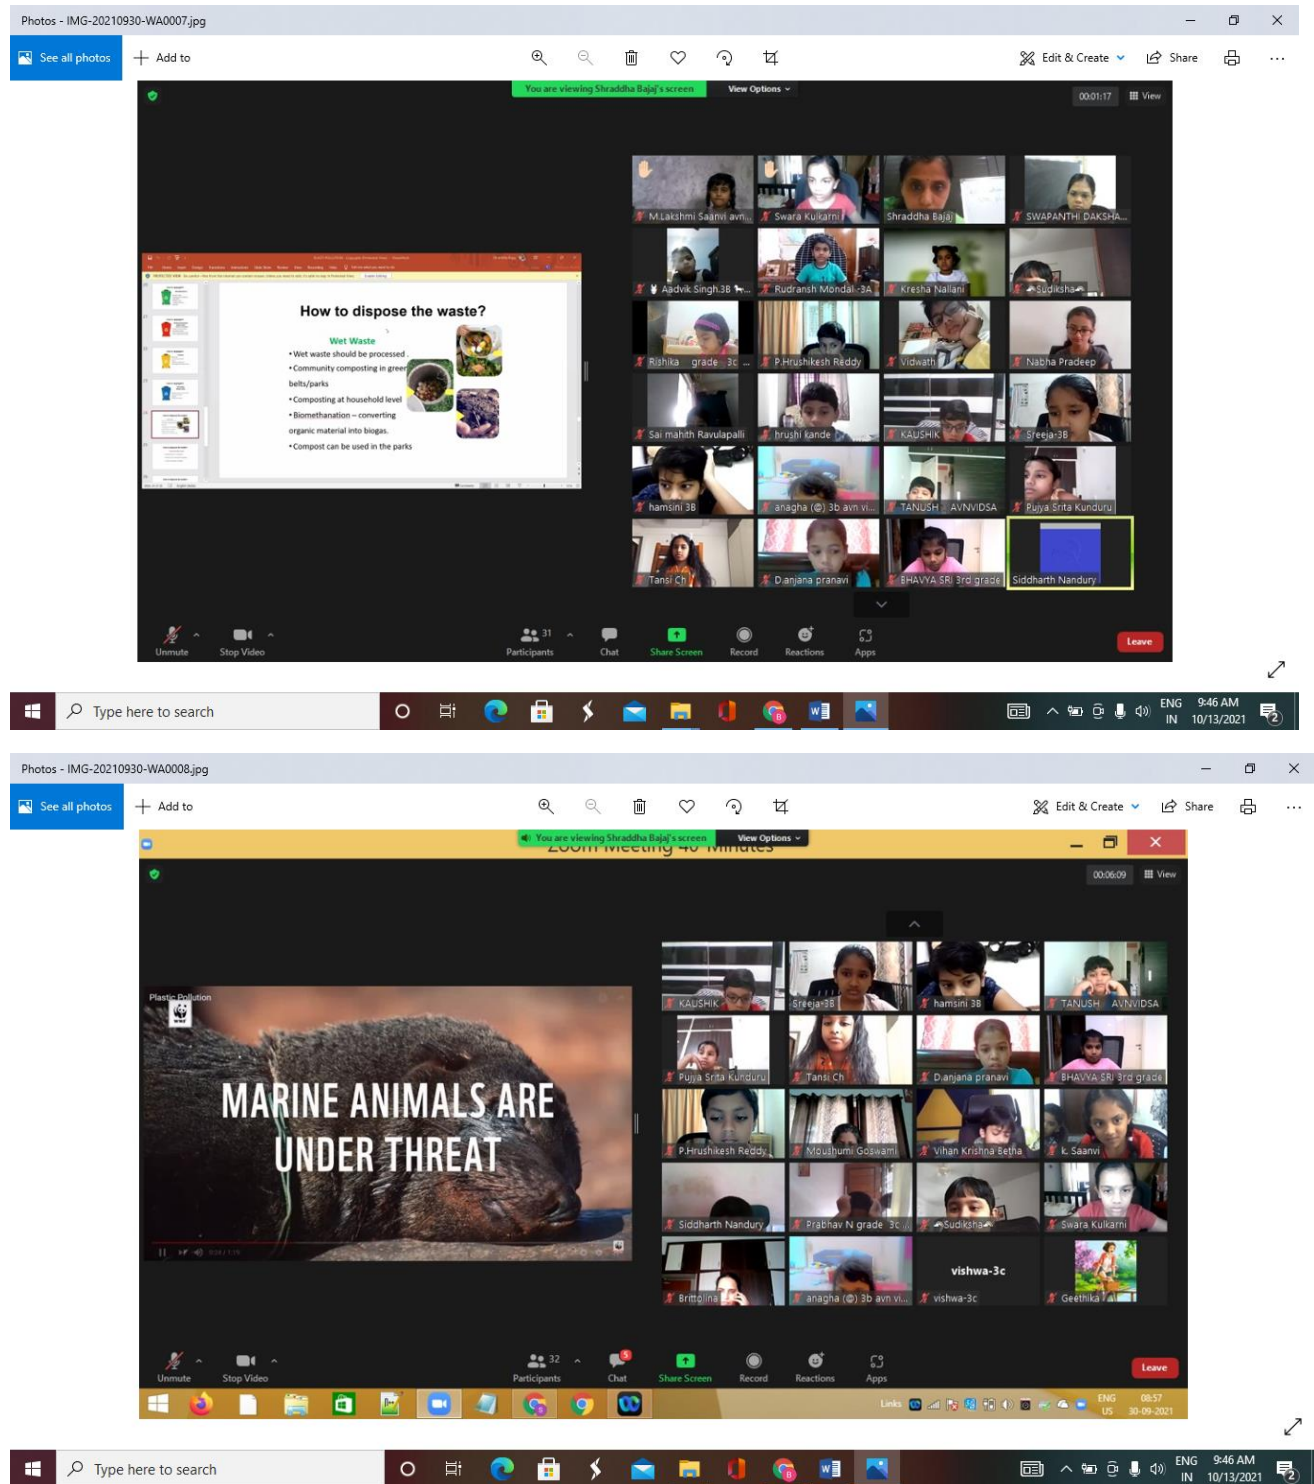 Photos - IMG-20210930-WA0007.jpg
See all photos
Add to
Edit & Create
Share
You are viewing Shraddha Bajaj's screen
View Options
00:01:17
View
M.Lakshmi Saanvi avn...
Swara Kulkarni
Shraddha Bajaj
SWAPANTHI DAKSHA...
Aadvik Singh.3B
Rudransh Mondal -3A
Kresha Nallani
Sudiksha
How to dispose the waste?
Wet Waste
• Wet waste should be processed .
• Community composting in green
belts/parks
• Composting at household level
• Biomethanation – converting
organic material into biogas.
• Compost can be used in the parks
Rishika grade 3c ...
P.Hrushikesh Reddy
Vidwath
Nabha Pradeep
Sai mahith Ravulapalli
hrushi kande
KAUSHIK
Sreeja-3B
hamsini 3B
anagha (@) 3b avn vi...
TANUSH AVNVIDSA
Pujya Srita Kunduru
Tansi Ch
D.anjana pranavi
BHAVYA SRI 3rd grade
Siddharth Nandury
Unmute
Stop Video
31
Participants
Chat
Share Screen
Record
Reactions
Apps
Leave
Type here to search
ENG
IN
9:46 AM
10/13/2021
2
Photos - IMG-20210930-WA0008.jpg
See all photos
Add to
Edit & Create
Share
You are viewing Shraddha Bajaj's screen
View Options
Zoom Meeting 40 Minutes
00:06:09
View
Plastic Pollution
WWF
MARINE ANIMALS ARE
UNDER THREAT
KAUSHIK
Sreeja-3B
hamsini 3B
TANUSH AVNVIDSA
Pujya Srita Kunduru
Tansi Ch
D.anjana pranavi
BHAVYA SRI 3rd grade
P.Hrushikesh Reddy
Moushumi Goswami
Vihan Krishna Betha
k. Saanvi
Siddharth Nandury
Prabhav N grade 3c ...
Sudiksha
Swara Kulkarni
Brittolina
anagha (@) 3b avn vi...
vishwa-3c
vishwa-3c
Geethika
Unmute
Stop Video
32
Participants
5
Chat
Share Screen
Record
Reactions
Apps
Leave
Links
ENG
US
08:57
30-09-2021
Type here to search
ENG
IN
9:46 AM
10/13/2021
2